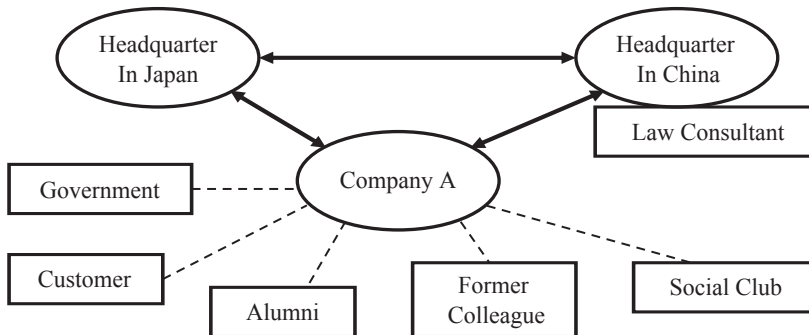 Headquarter
In Japan
Headquarter
In China
Law Consultant
Company A
Government
Customer
Alumni
Former
Colleague
Social Club